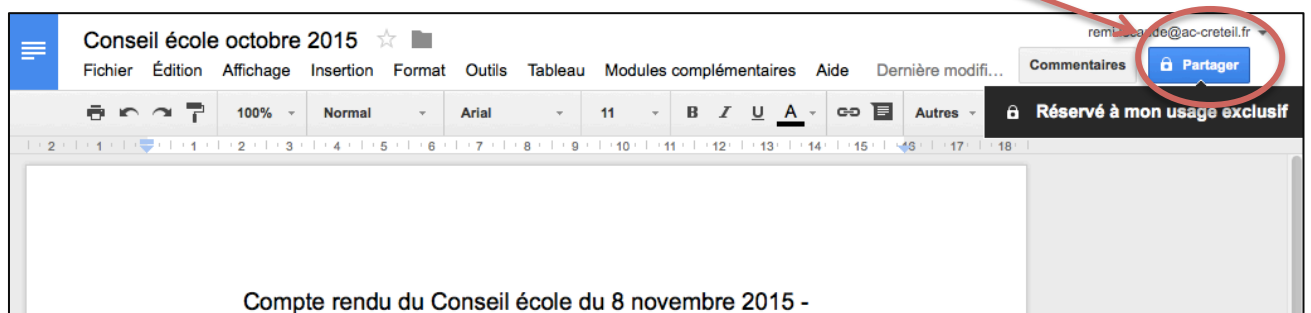 Conseil école octobre 2015
Fichier Édition Affichage Insertion Format Outils Tableau Modules complémentaires Aide Dernière modifi... Commentaires Partager
100% Normal Arial 11 B I U A Autres Réservé à mon usage exclusif
2 1 1 2 3 4 5 6 7 8 9 10 11 12 13 14 15 16 17 18
Compte rendu du Conseil école du 8 novembre 2015 -